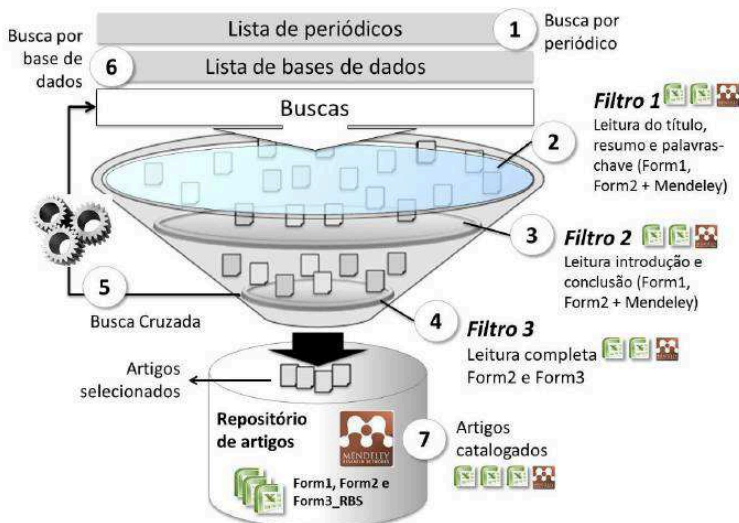 Lista de periódicos
1
Busca por
periódico
Busca por
base de
dados
6
Lista de bases de dados
Buscas
Filtro 1
2
Leitura do título,
resumo e palavras-
chave (Form1,
Form2 + Mendeley)
3
Filtro 2
Leitura introdução e
conclusão (Form1,
Form2 + Mendeley)
5
Busca Cruzada
4
Filtro 3
Leitura completa
Form2 e Form3
Artigos
selecionados
Repositório
de artigos
MENDELEY
7
Artigos
catalogados
Form1, Form2 e
Form3_RBS